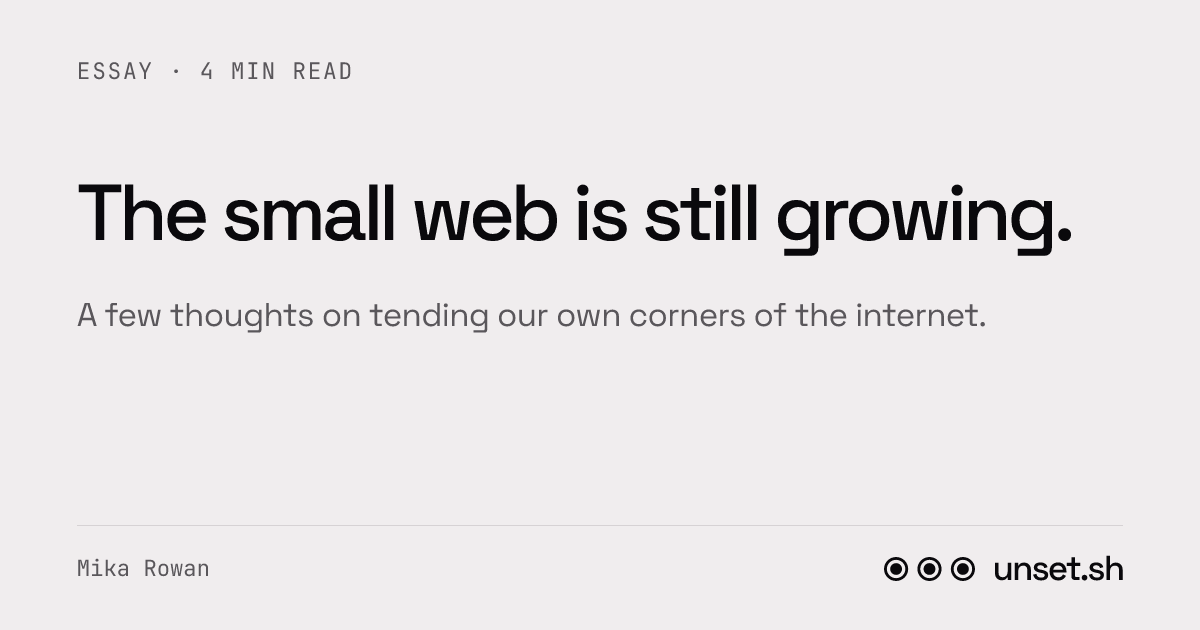 ESSAY · 4 MIN READ
The small web is still growing.
A few thoughts on tending our own corners of the internet.
Mika Rowan
unset.sh